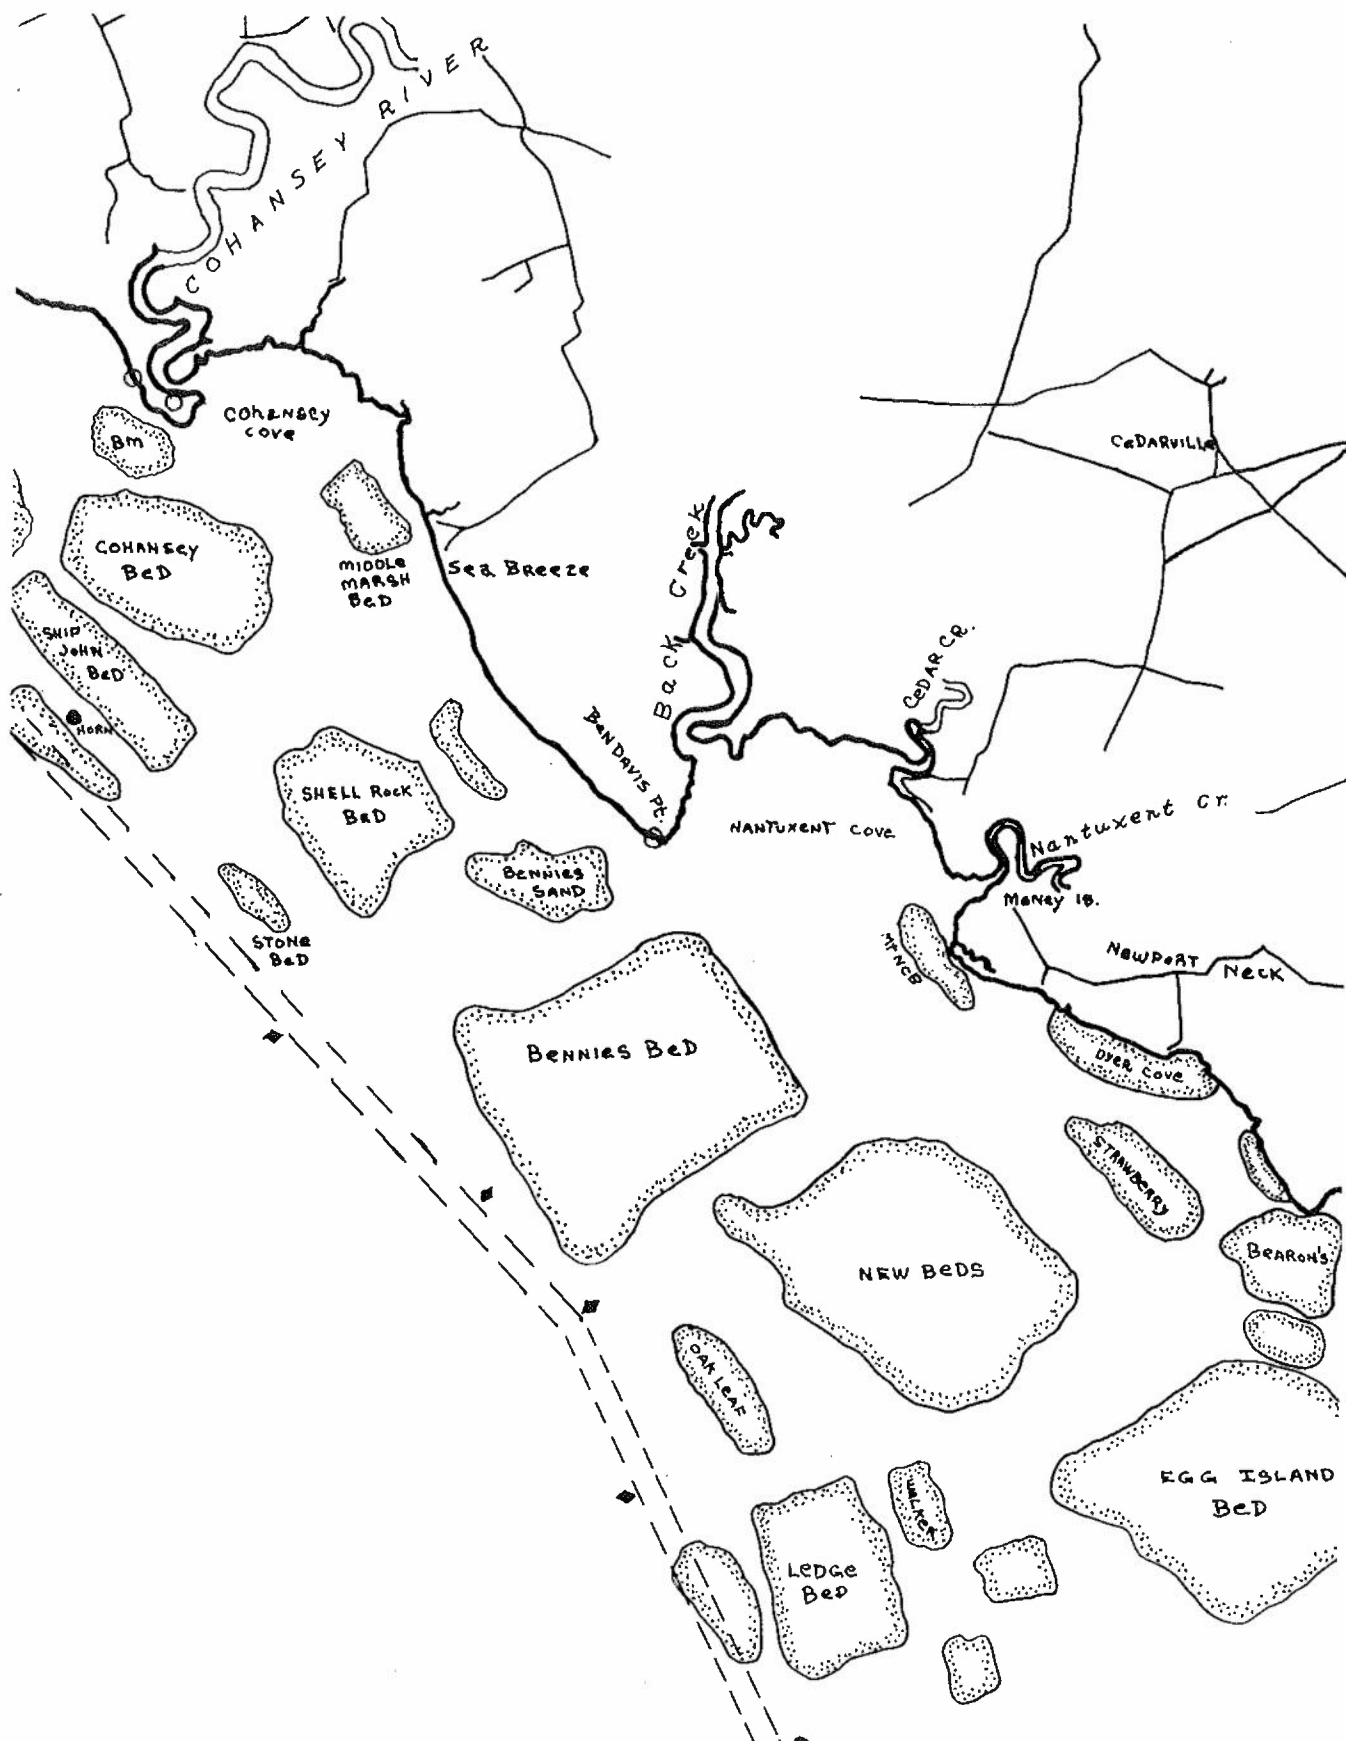 COHANSEY RIVER
COHANSEY
COVE
BM
CEDARVILLE
COHANSEY
BED
MIDDLE
MARSH
BED
SEA BREEZE
Back Creek
SHIP
JOHN
BED
HORN
CEDAR CR.
BEN DAVIS Pt.
SHELL ROCK
BED
NANTUXENT COVE
Nantuxent Cr.
BENNIES
SAND
MONEY IS.
STONE
BED
NEWPORT NECK
BENNIES BED
DYER COVE
STRAWBERRY
BEARON'S
NEW BEDS
OAK LEAF
EGG ISLAND
BED
WALKER
LEDGE
BED